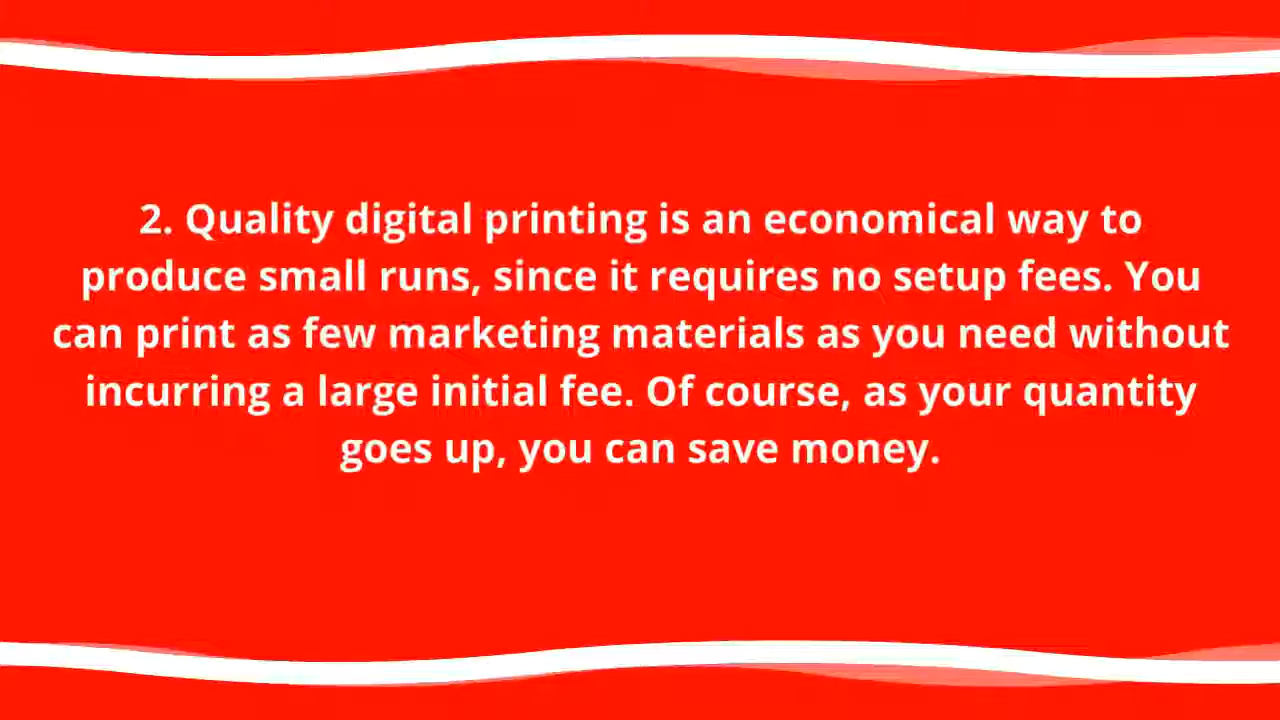 2. Quality digital printing is an economical way to
produce small runs, since it requires no setup fees. You
can print as few marketing materials as you need without
incurring a large initial fee. Of course, as your quantity
goes up, you can save money.